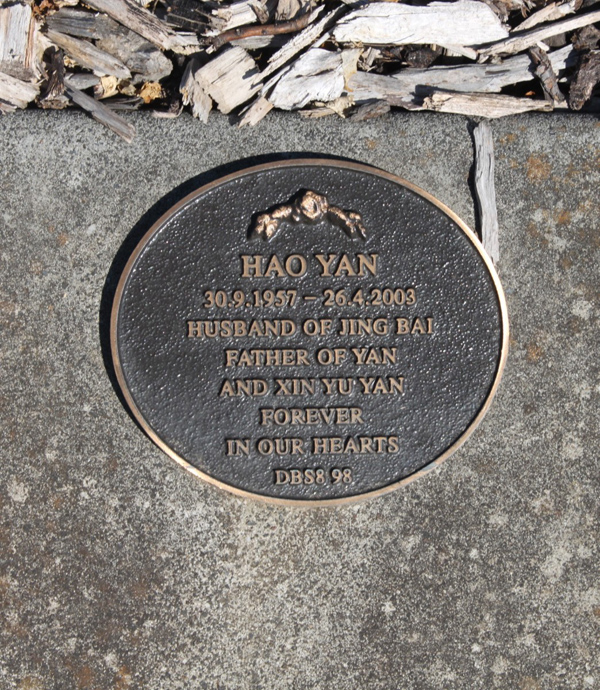 HAO YAN
30.9.1957 – 26.4.2003
HUSBAND OF JING BAI
FATHER OF YAN
AND XIN YU YAN
FOREVER
IN OUR HEARTS
DBS8 98